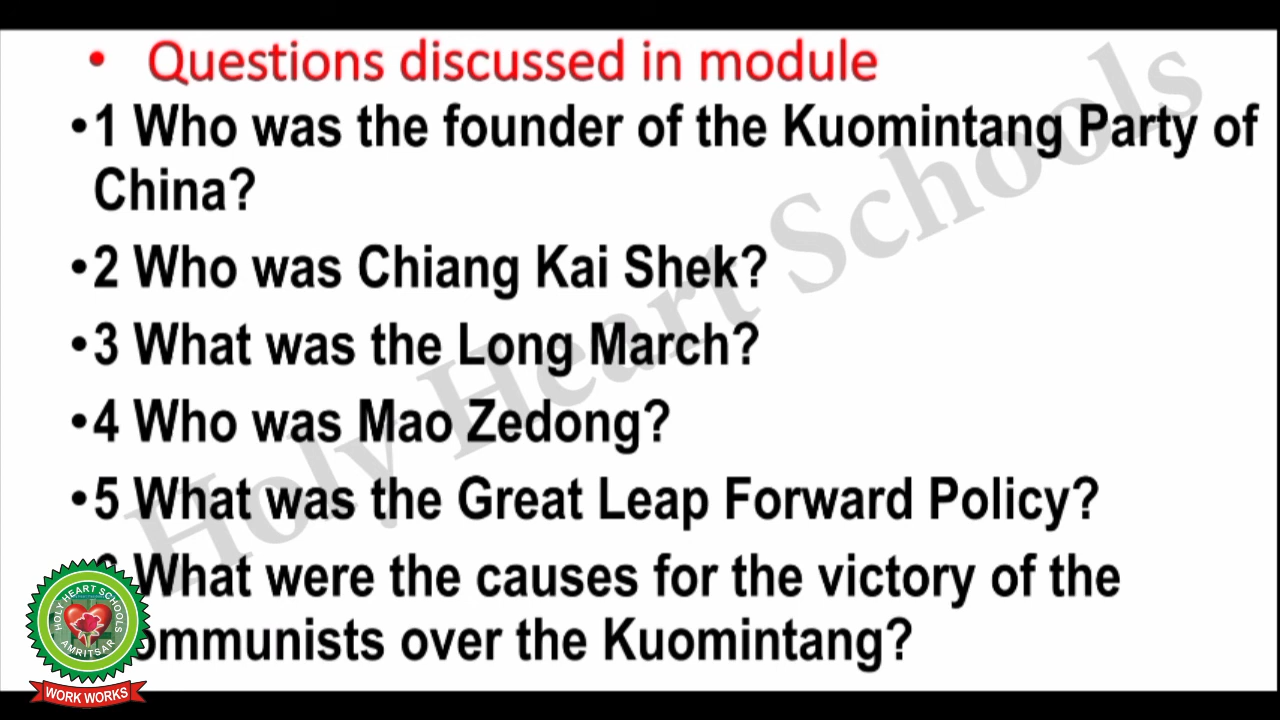 • Questions discussed in module
•1 Who was the founder of the Kuomintang Party of
China?
•2 Who was Chiang Kai Shek?
•3 What was the Long March?
•4 Who was Mao Zedong?
•5 What was the Great Leap Forward Policy?
What were the causes for the victory of the
ommunists over the Kuomintang?
Holy Heart Schools
HOLY HEART SCHOOLS
AMRITSAR
WORK WORKS